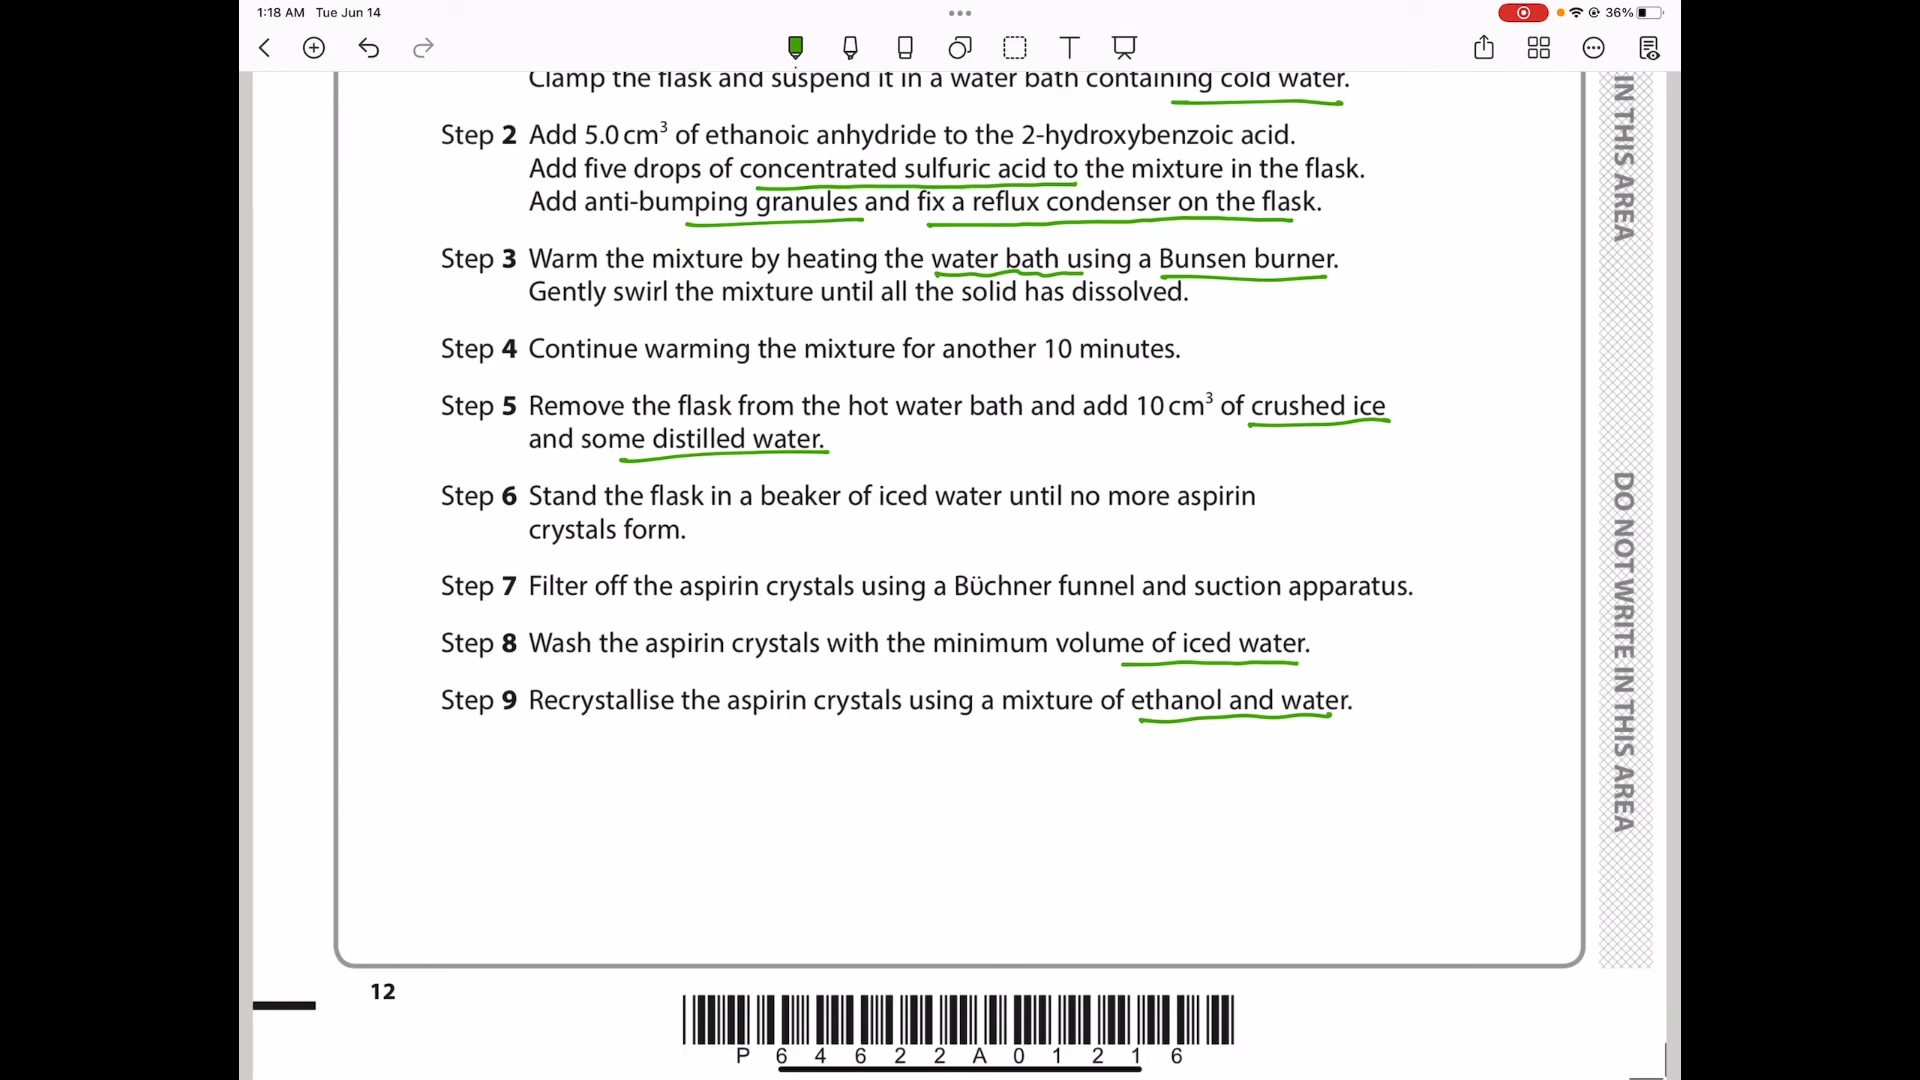 1:18 AM Tue Jun 14
36%
Clamp the flask and suspend it in a water bath containing cold water.
Step 2 Add 5.0 cm³ of ethanoic anhydride to the 2-hydroxybenzoic acid.
Add five drops of concentrated sulfuric acid to the mixture in the flask.
Add anti-bumping granules and fix a reflux condenser on the flask.
Step 3 Warm the mixture by heating the water bath using a Bunsen burner.
Gently swirl the mixture until all the solid has dissolved.
Step 4 Continue warming the mixture for another 10 minutes.
Step 5 Remove the flask from the hot water bath and add 10 cm³ of crushed ice
and some distilled water.
Step 6 Stand the flask in a beaker of iced water until no more aspirin
crystals form.
Step 7 Filter off the aspirin crystals using a Büchner funnel and suction apparatus.
Step 8 Wash the aspirin crystals with the minimum volume of iced water.
Step 9 Recrystallise the aspirin crystals using a mixture of ethanol and water.
12
P 6 4 6 2 2 A 0 1 2 1 6
IN THIS AREA
DO NOT WRITE IN THIS AREA